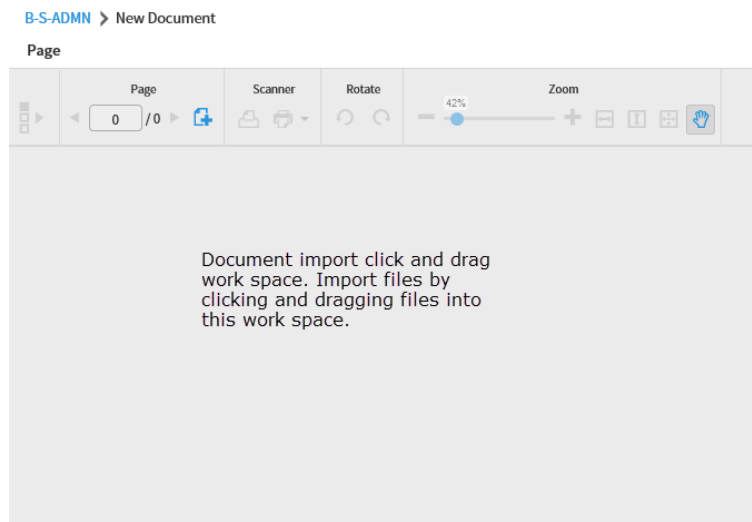 B-S-ADMN > New Document
Page
Page Scanner Rotate Zoom
42%
0 /0
Document import click and drag
work space. Import files by
clicking and dragging files into
this work space.